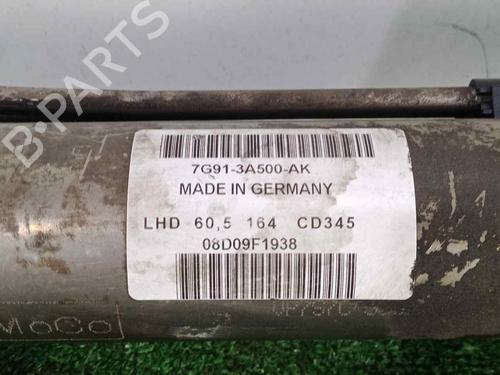 B-PARTS
7G91-3A500-AK
MADE IN GERMANY
LHD 60,5 164 CD345
08D09F1938
MoCo